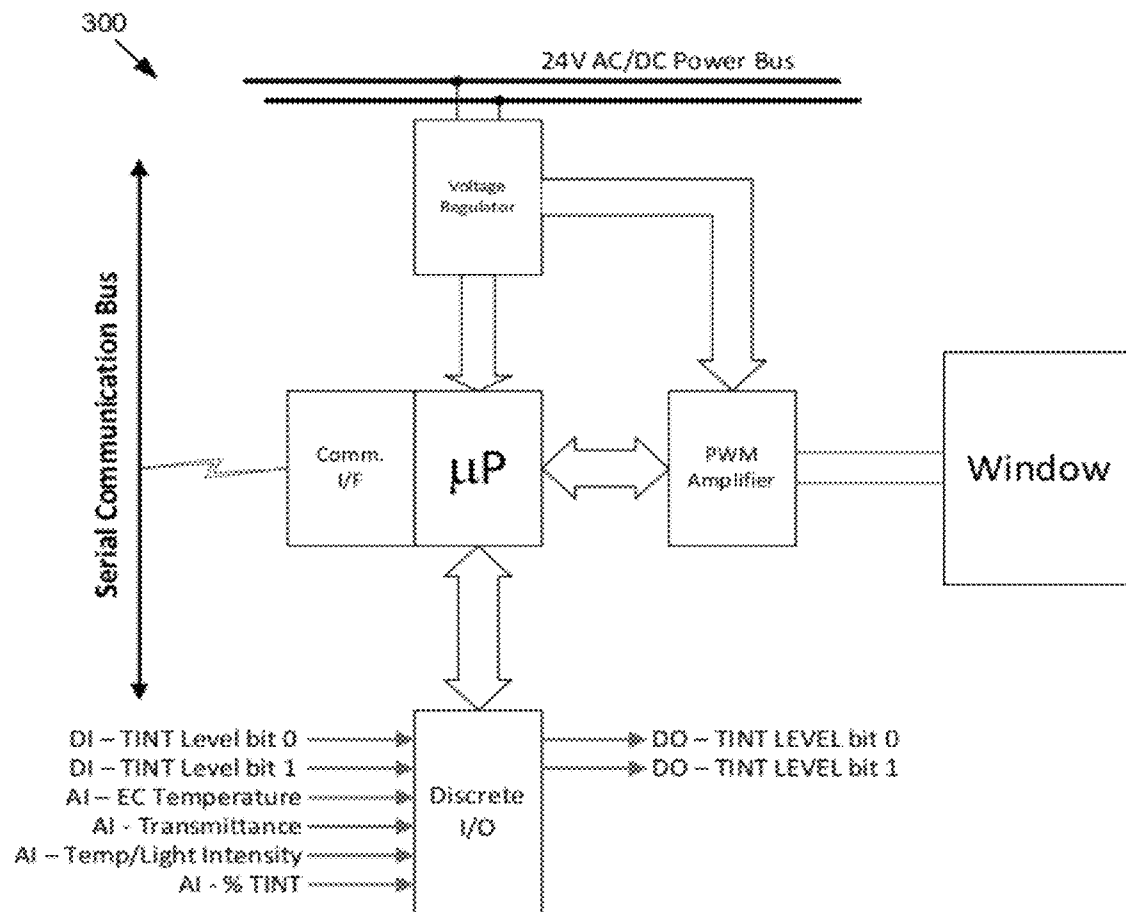 300
24V AC/DC Power Bus
Voltage
Regulator
Serial Communication Bus
Comm.
I/F
µP
PWM
Amplifier
Window
DI – TINT Level bit 0
DI – TINT Level bit 1
AI – EC Temperature
AI - Transmittance
AI – Temp/Light Intensity
AI - % TINT
Discrete
I/O
DO – TINT LEVEL bit 0
DO – TINT LEVEL bit 1